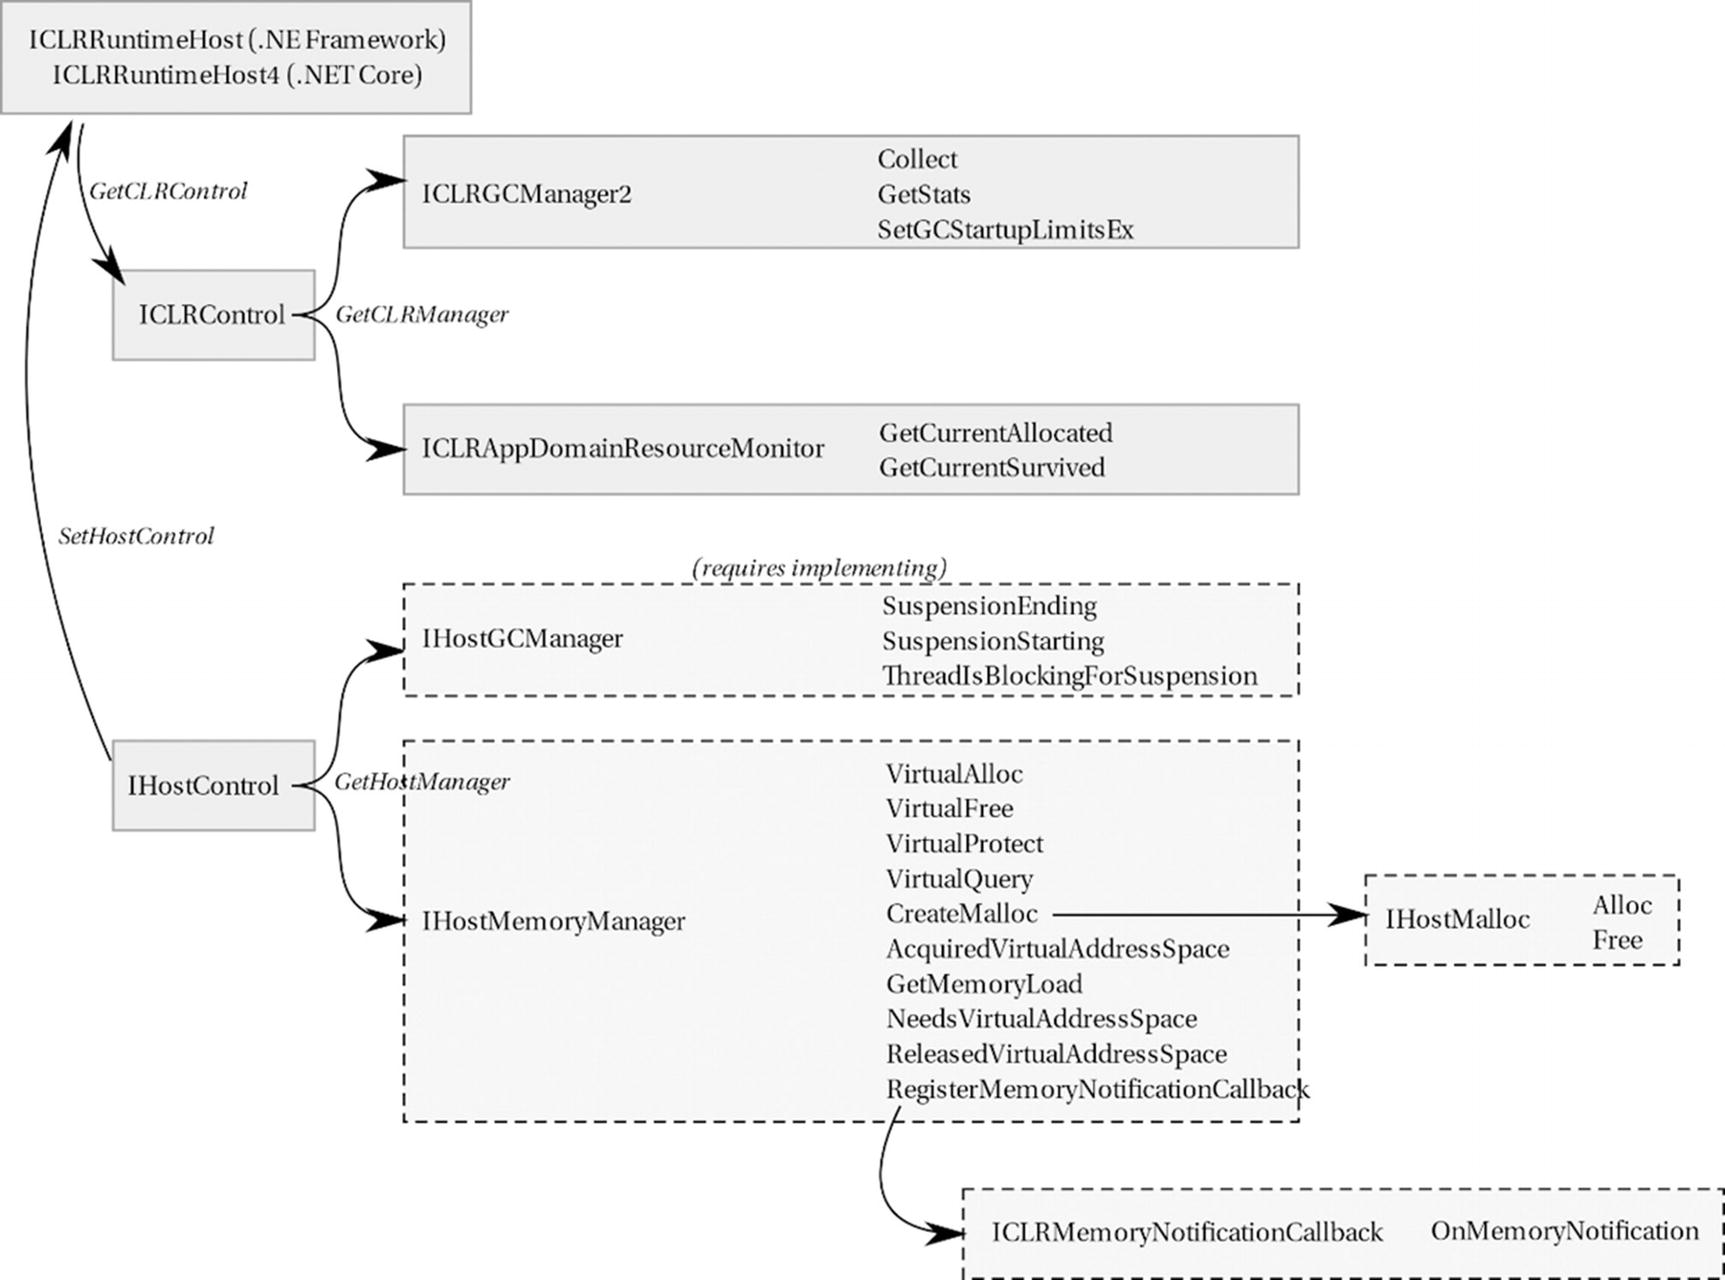 ICLRRuntimeHost (.NE Framework)
ICLRRuntimeHost4 (.NET Core)
GetCLRControl
ICLRGCManager2
Collect
GetStats
SetGCStartupLimitsEx
ICLRControl
GetCLRManager
ICLRAppDomainResourceMonitor
GetCurrentAllocated
GetCurrentSurvived
SetHostControl
(requires implementing)
IHostGCManager
SuspensionEnding
SuspensionStarting
ThreadIsBlockingForSuspension
IHostControl
GetHostManager
IHostMemoryManager
VirtualAlloc
VirtualFree
VirtualProtect
VirtualQuery
CreateMalloc
AcquiredVirtualAddressSpace
GetMemoryLoad
NeedsVirtualAddressSpace
ReleasedVirtualAddressSpace
RegisterMemoryNotificationCallback
IHostMalloc
Alloc
Free
ICLRMemoryNotificationCallback
OnMemoryNotification